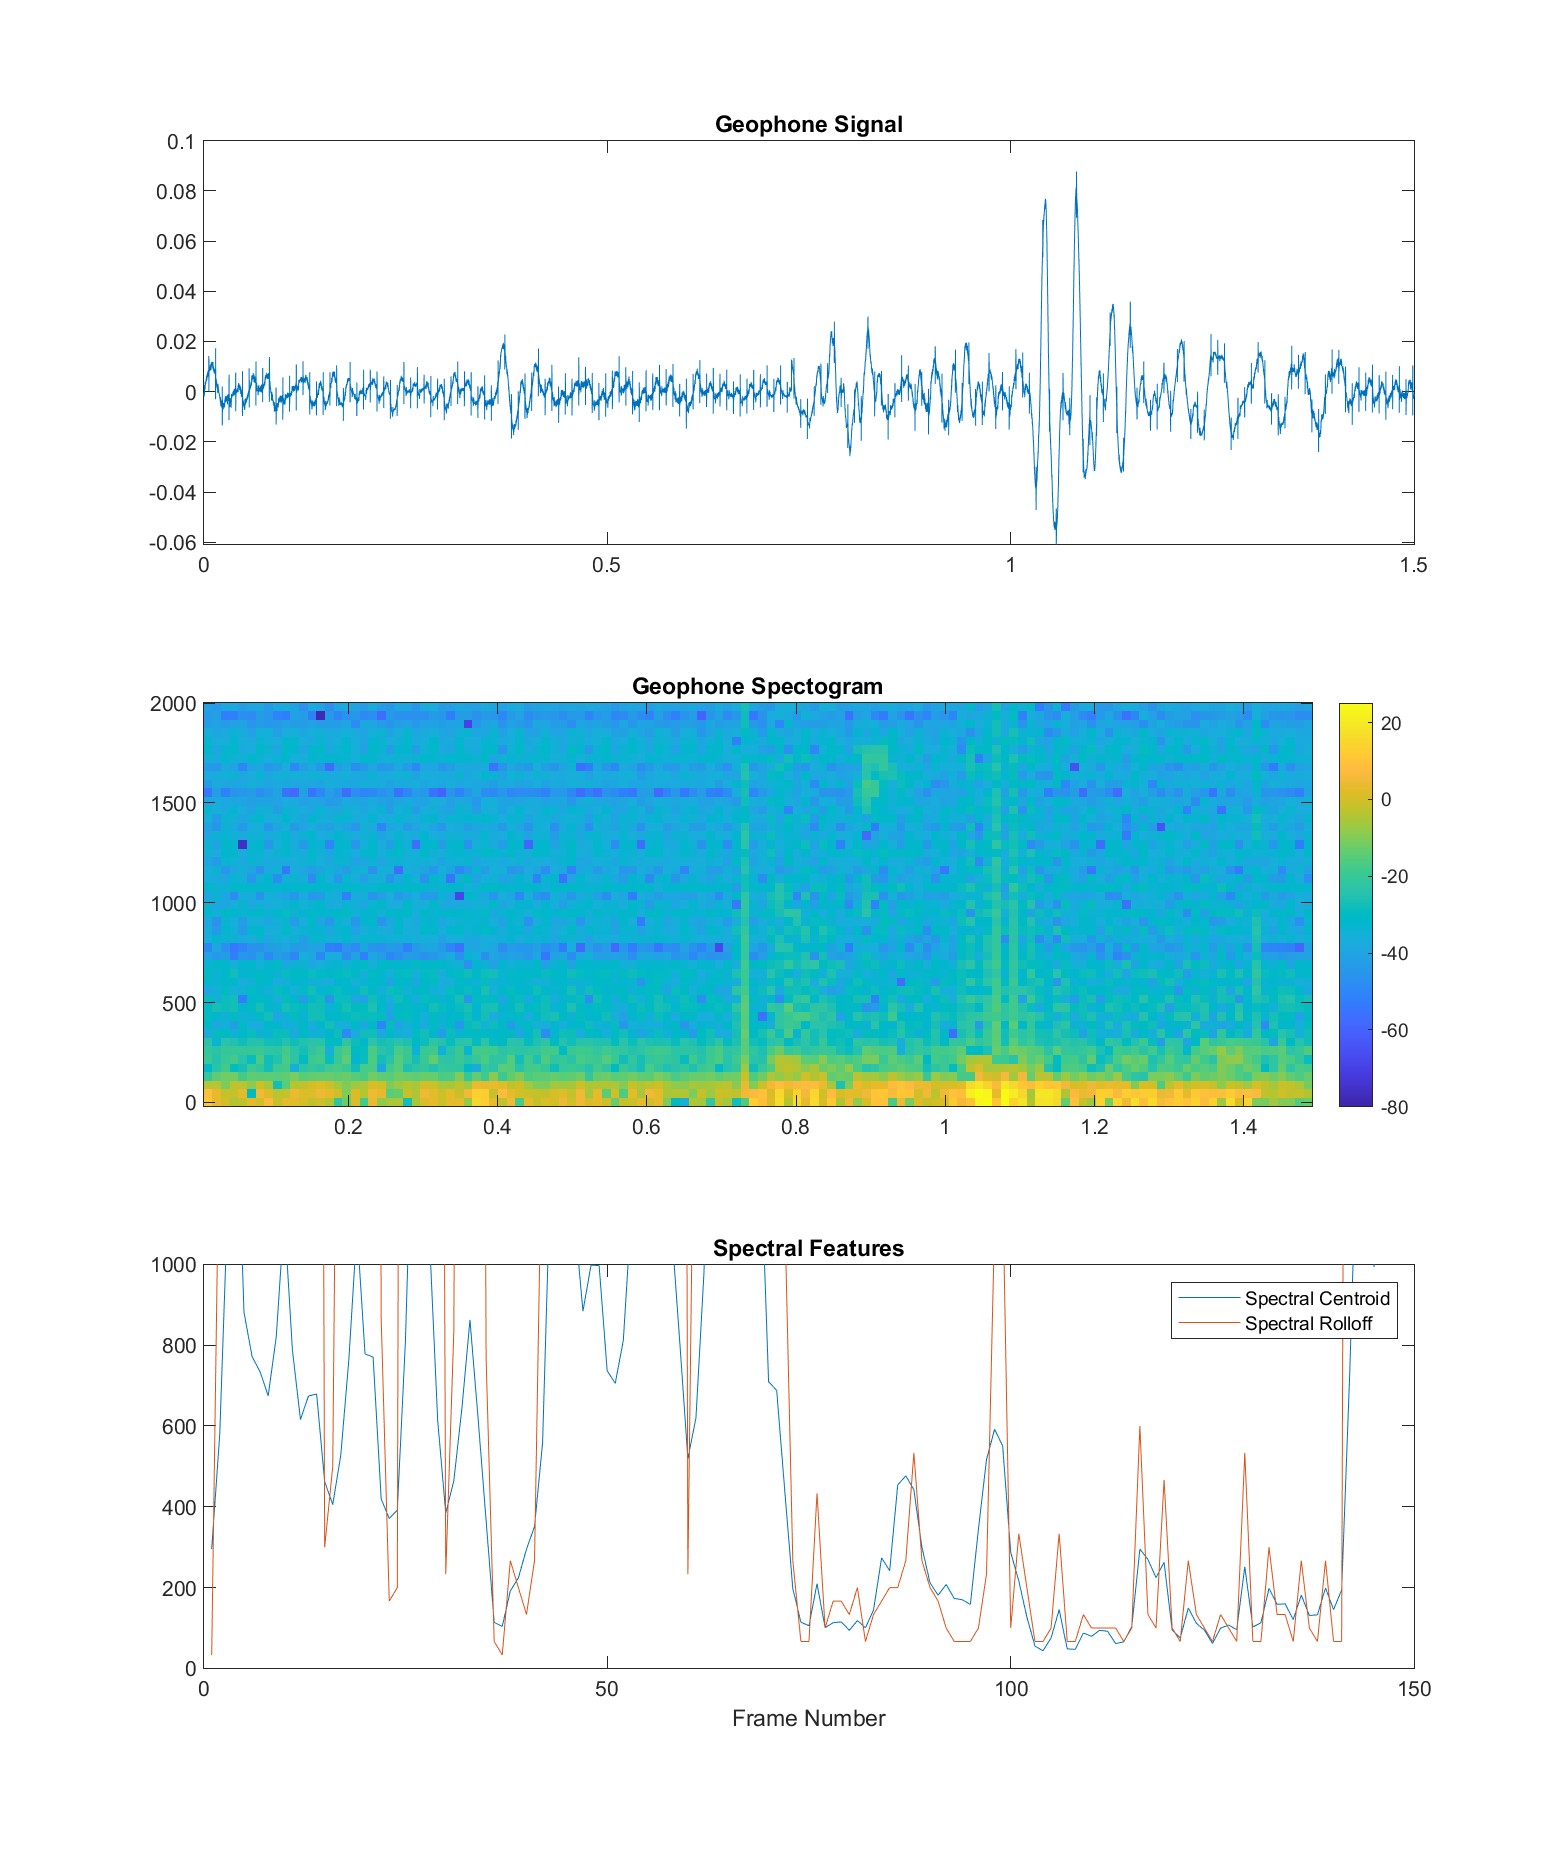 Geophone Signal
0.1
0.08
0.06
0.04
0.02
0
-0.02
-0.04
-0.06
0 0.5 1 1.5
Geophone Spectogram
2000
1500
1000
500
0
20
0
-20
-40
-60
-80
0.2 0.4 0.6 0.8 1 1.2 1.4
Spectral Features
1000
800
600
400
200
0
Spectral Centroid
Spectral Rolloff
0 50 100 150
Frame Number